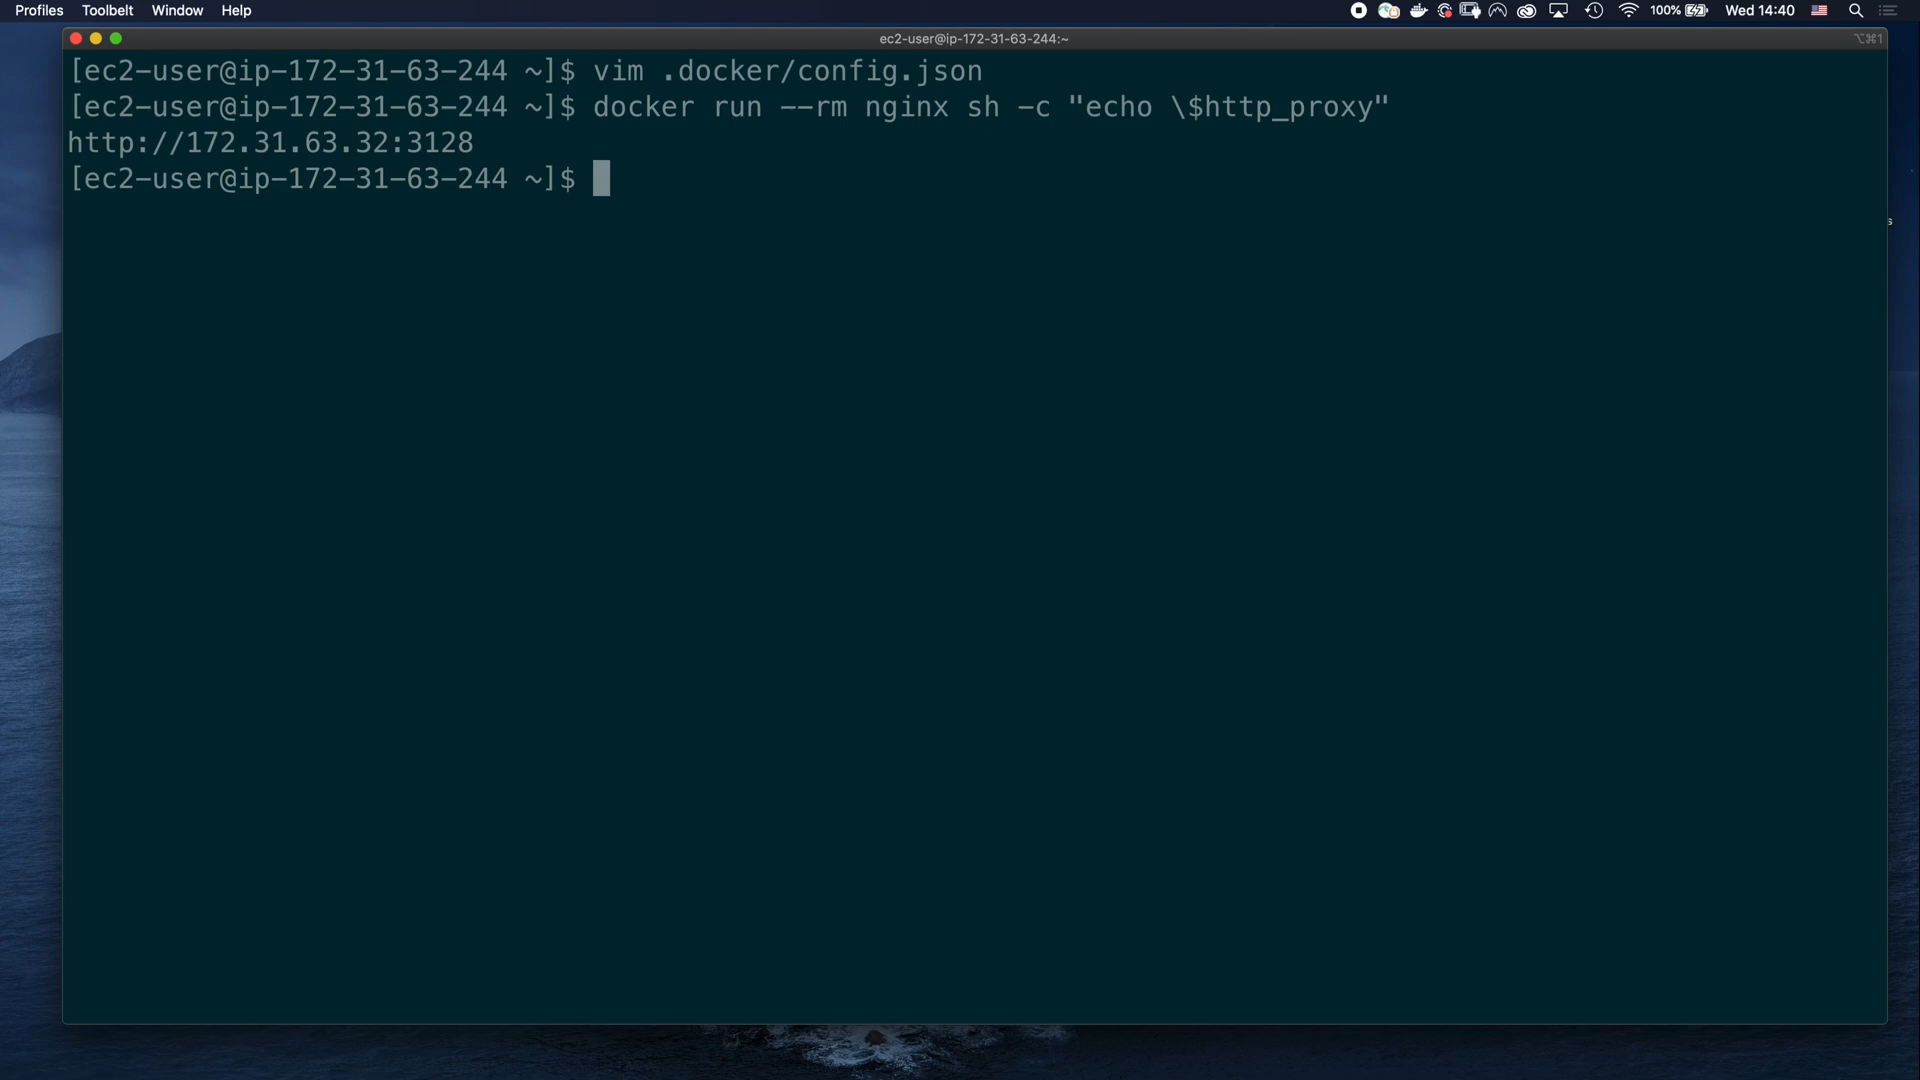 Profiles Toolbelt Window Help 100% Wed 14:40
ec2-user@ip-172-31-63-244:~ ⌥⌘1
[ec2-user@ip-172-31-63-244 ~]$ vim .docker/config.json
[ec2-user@ip-172-31-63-244 ~]$ docker run --rm nginx sh -c "echo \$http_proxy"
http://172.31.63.32:3128
[ec2-user@ip-172-31-63-244 ~]$
s